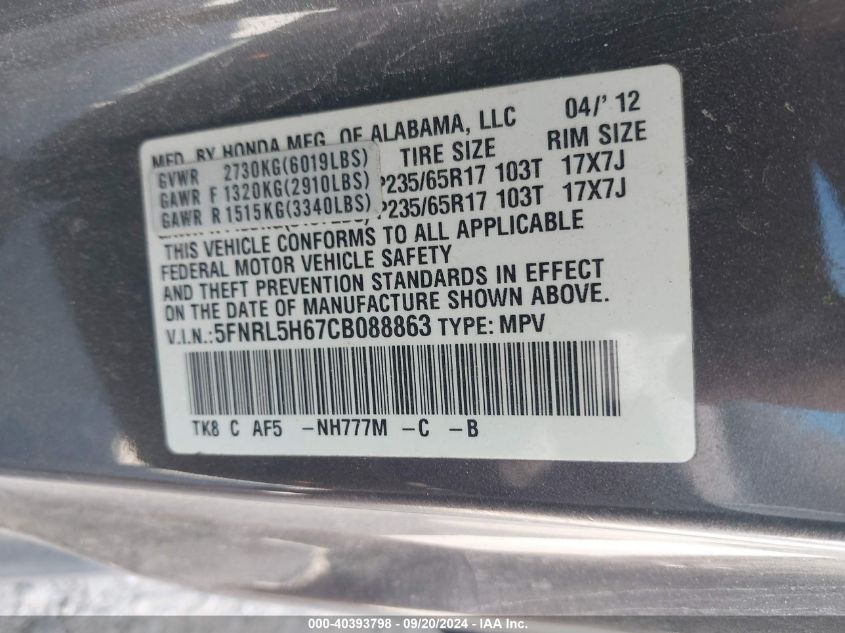 MFD. BY HONDA MFG. OF ALABAMA, LLC 04/' 12
TIRE SIZE RIM SIZE
GVWR 2730KG(6019LBS)
GAWR F 1320KG(2910LBS) P235/65R17 103T 17X7J
GAWR R 1515KG(3340LBS) P235/65R17 103T 17X7J
THIS VEHICLE CONFORMS TO ALL APPLICABLE
FEDERAL MOTOR VEHICLE SAFETY
AND THEFT PREVENTION STANDARDS IN EFFECT
ON THE DATE OF MANUFACTURE SHOWN ABOVE.
V.I.N.:5FNRL5H67CB088863 TYPE: MPV
TK8 C AF5 -NH777M -C -B
000-40393798 - 09/20/2024 - © IAA Holdings, LLC.